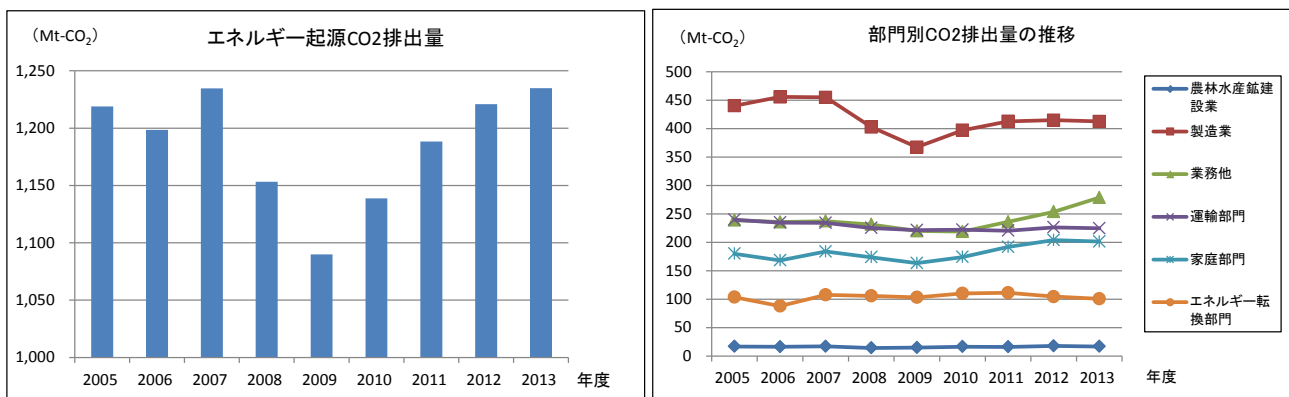 (Mt-CO₂)
エネルギー起源CO2排出量
1,250
1,200
1,150
1,100
1,050
1,000
2005 2006 2007 2008 2009 2010 2011 2012 2013 年度
(Mt-CO₂)
部門別CO2排出量の推移
500
450
400
350
300
250
200
150
100
50
0
2005 2006 2007 2008 2009 2010 2011 2012 2013 年度
農林水産鉱建
設業
製造業
業務他
運輸部門
家庭部門
エネルギー転
換部門